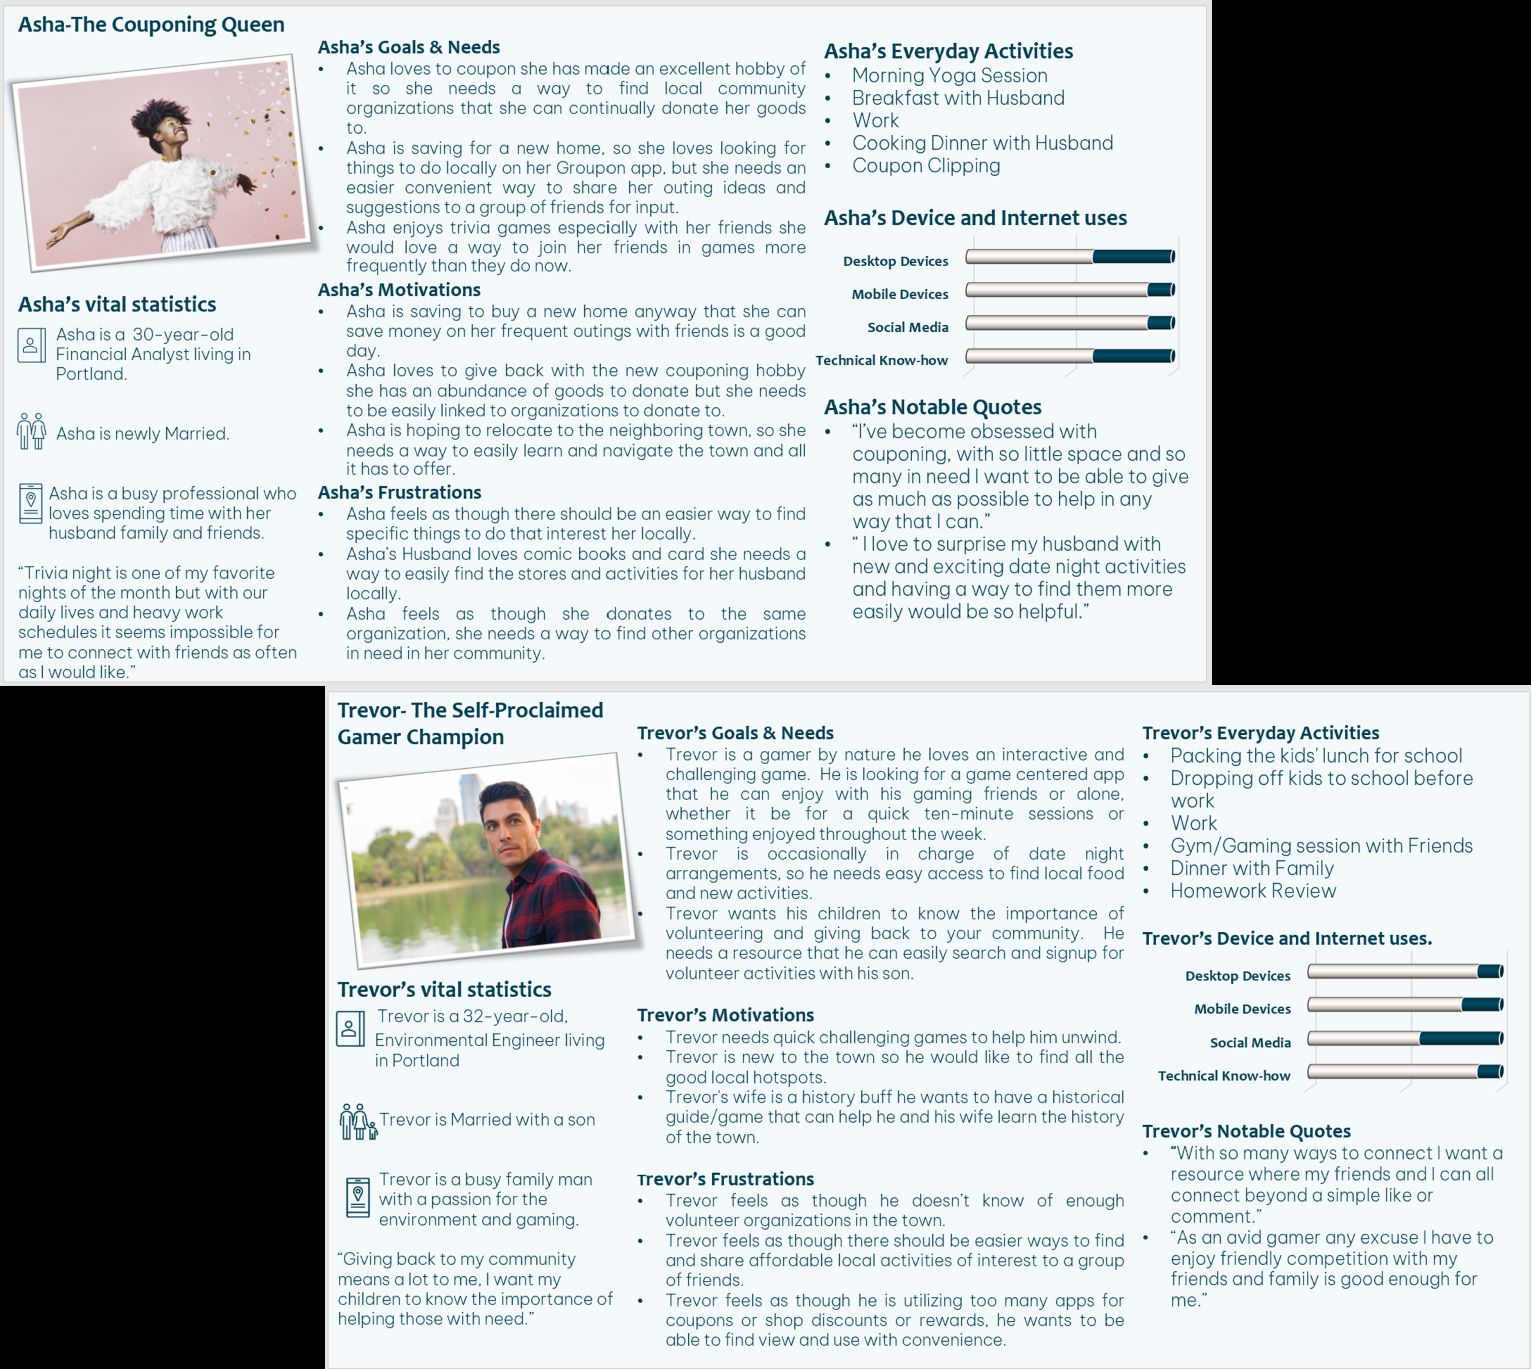 Asha-The Couponing Queen
Asha's vital statistics
Asha is a 30-year-old
Financial Analyst living in
Portland.
Asha is newly Married.
Asha is a busy professional who
loves spending time with her
husband family and friends.
“Trivia night is one of my favorite
nights of the month but with our
daily lives and heavy work
schedules it seems impossible for
me to connect with friends as often
as I would like.”
Asha's Goals & Needs
• Asha loves to coupon she has made an excellent hobby of
it so she needs a way to find local community
organizations that she can continually donate her goods
to.
• Asha is saving for a new home, so she loves looking for
things to do locally on her Groupon app, but she needs an
easier convenient way to share her outing ideas and
suggestions to a group of friends for input.
• Asha enjoys trivia games especially with her friends she
would love a way to join her friends in games more
frequently than they do now.
Asha's Motivations
• Asha is saving to buy a new home anyway that she can
save money on her frequent outings with friends is a good
day.
• Asha loves to give back with the new couponing hobby
she has an abundance of goods to donate but she needs
to be easily linked to organizations to donate to.
• Asha is hoping to relocate to the neighboring town, so she
needs a way to easily learn and navigate the town and all
it has to offer.
Asha's Frustrations
• Asha feels as though there should be an easier way to find
specific things to do that interest her locally.
• Asha's Husband loves comic books and card she needs a
way to easily find the stores and activities for her husband
locally.
• Asha feels as though she donates to the same
organization, she needs a way to find other organizations
in need in her community.
Asha's Everyday Activities
• Morning Yoga Session
• Breakfast with Husband
• Work
• Cooking Dinner with Husband
• Coupon Clipping
Asha's Device and Internet uses
Desktop Devices
Mobile Devices
Social Media
Technical Know-how
Asha's Notable Quotes
• “I've become obsessed with
couponing, with so little space and so
many in need I want to be able to give
as much as possible to help in any
way that I can.”
• “ I love to surprise my husband with
new and exciting date night activities
and having a way to find them more
easily would be so helpful.”
Trevor- The Self-Proclaimed
Gamer Champion
Trevor's vital statistics
Trevor is a 32-year-old,
Environmental Engineer living
in Portland
Trevor is Married with a son
Trevor is a busy family man
with a passion for the
environment and gaming.
“Giving back to my community
means a lot to me, I want my
children to know the importance of
helping those with need.”
Trevor's Goals & Needs
• Trevor is a gamer by nature he loves an interactive and
challenging game. He is looking for a game centered app
that he can enjoy with his gaming friends or alone,
whether it be for a quick ten-minute sessions or
something enjoyed throughout the week.
• Trevor is occasionally in charge of date night
arrangements, so he needs easy access to find local food
and new activities.
• Trevor wants his children to know the importance of
volunteering and giving back to your community. He
needs a resource that he can easily search and signup for
volunteer activities with his son.
Trevor's Motivations
• Trevor needs quick challenging games to help him unwind.
• Trevor is new to the town so he would like to find all the
good local hotspots.
• Trevor's wife is a history buff he wants to have a historical
guide/game that can help he and his wife learn the history
of the town.
Trevor's Frustrations
• Trevor feels as though he doesn't know of enough
volunteer organizations in the town.
• Trevor feels as though there should be easier ways to find
and share affordable local activities of interest to a group
of friends.
• Trevor feels as though he is utilizing too many apps for
coupons or shop discounts or rewards, he wants to be
able to find view and use with convenience.
Trevor's Everyday Activities
• Packing the kids' lunch for school
• Dropping off kids to school before
work
• Work
• Gym/Gaming session with Friends
• Dinner with Family
• Homework Review
Trevor's Device and Internet uses.
Desktop Devices
Mobile Devices
Social Media
Technical Know-how
Trevor's Notable Quotes
• “With so many ways to connect I want a
resource where my friends and I can all
connect beyond a simple like or
comment.”
• “As an avid gamer any excuse I have to
enjoy friendly competition with my
friends and family is good enough for
me.”